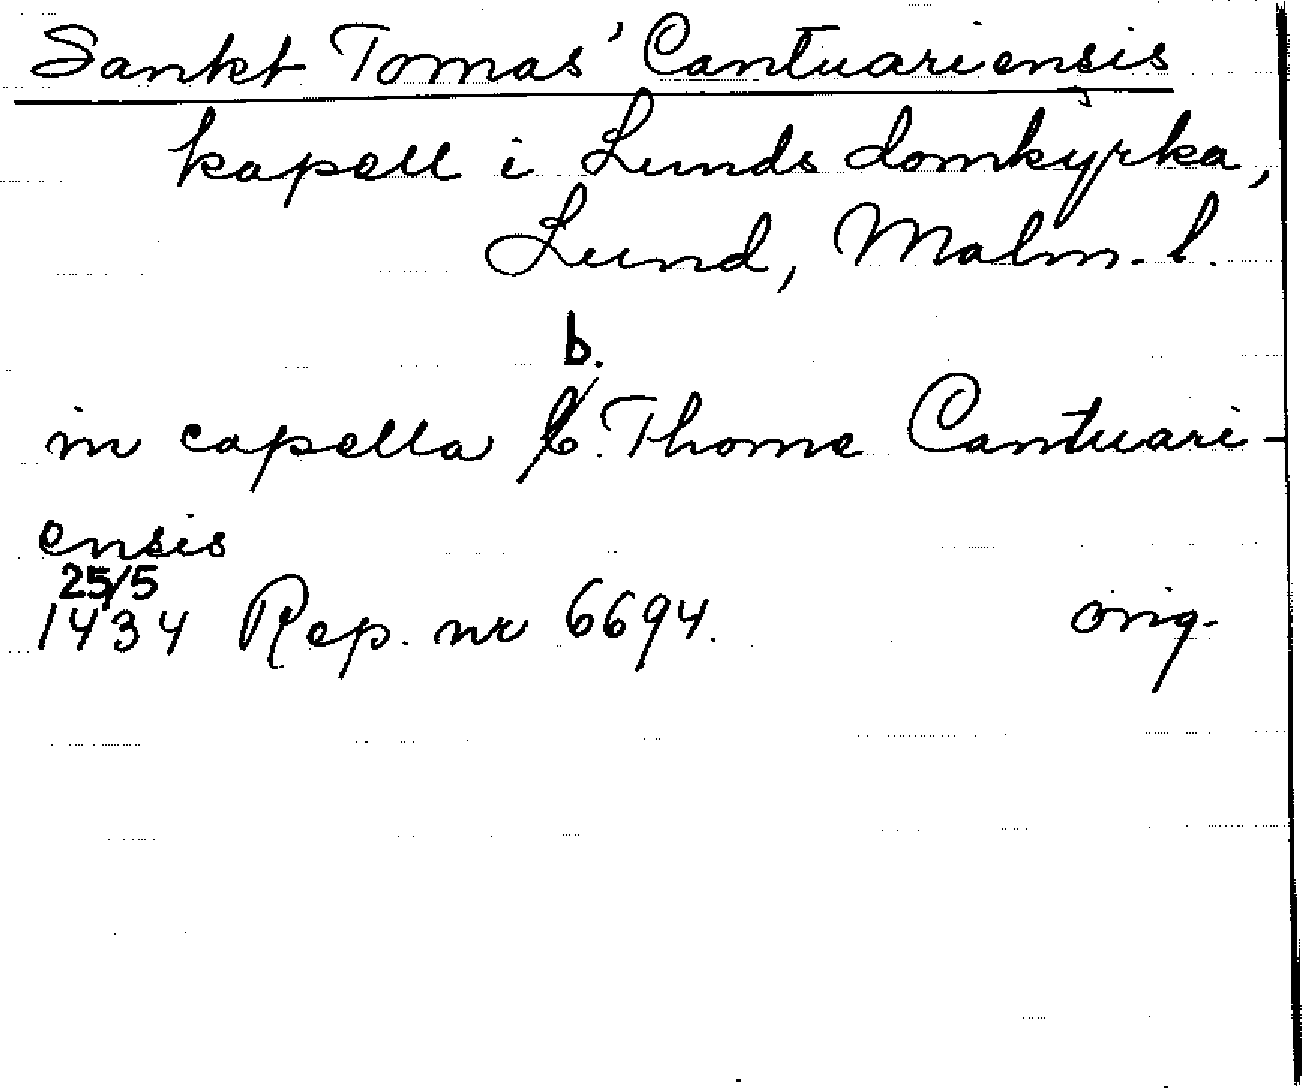 Sankt Tomas' Cantuariensis
kapell i Lunds domkyrka,
Lund, Malm. l.
b.
in capella b. Thome Cantuari-
ensis
25/5
1434 Rep. nr 6694. orig.